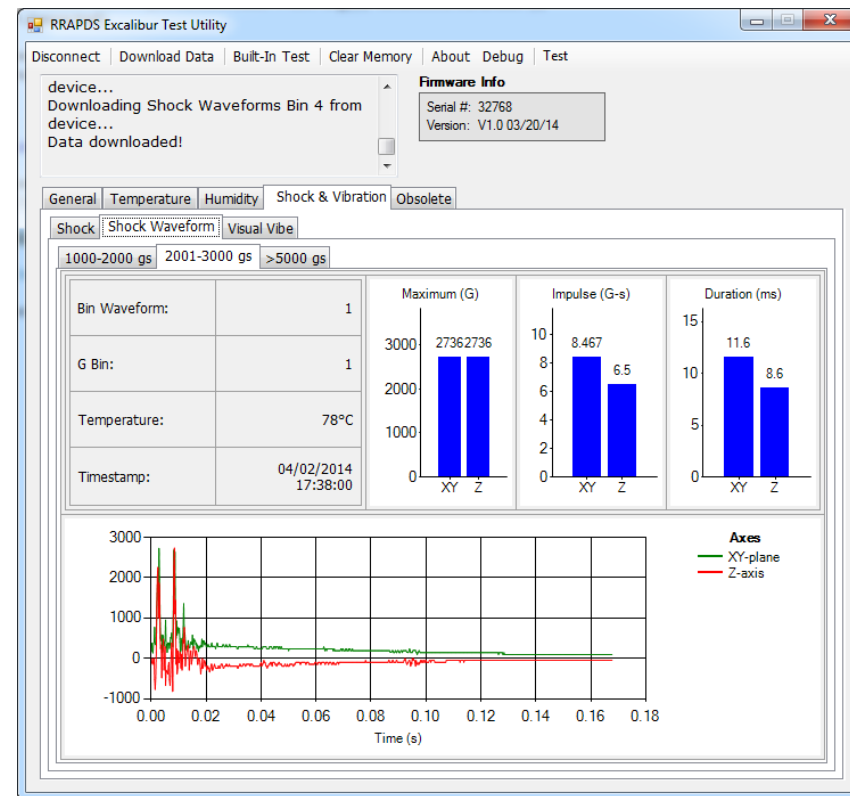 RRAPDS Excalibur Test Utility
Disconnect Download Data Built-In Test Clear Memory About Debug Test
device...
Downloading Shock Waveforms Bin 4 from
device...
Data downloaded!
Firmware Info
Serial #: 32768
Version: V1.0 03/20/14
General Temperature Humidity Shock & Vibration Obsolete
Shock Shock Waveform Visual Vibe
1000-2000 gs 2001-3000 gs >5000 gs
Bin Waveform: 1
G Bin: 1
Temperature: 78°C
Timestamp: 04/02/2014
17:38:00
Maximum (G)
3000
2000
1000
0
2736 2736
XY Z
Impulse (G-s)
10
8
6
4
2
0
8.467
6.5
XY Z
Duration (ms)
15
10
5
0
11.6
8.6
XY Z
3000
2000
1000
0
-1000
0.00 0.02 0.04 0.06 0.08 0.10 0.12 0.14 0.16 0.18
Time (s)
Axes
XY-plane
Z-axis